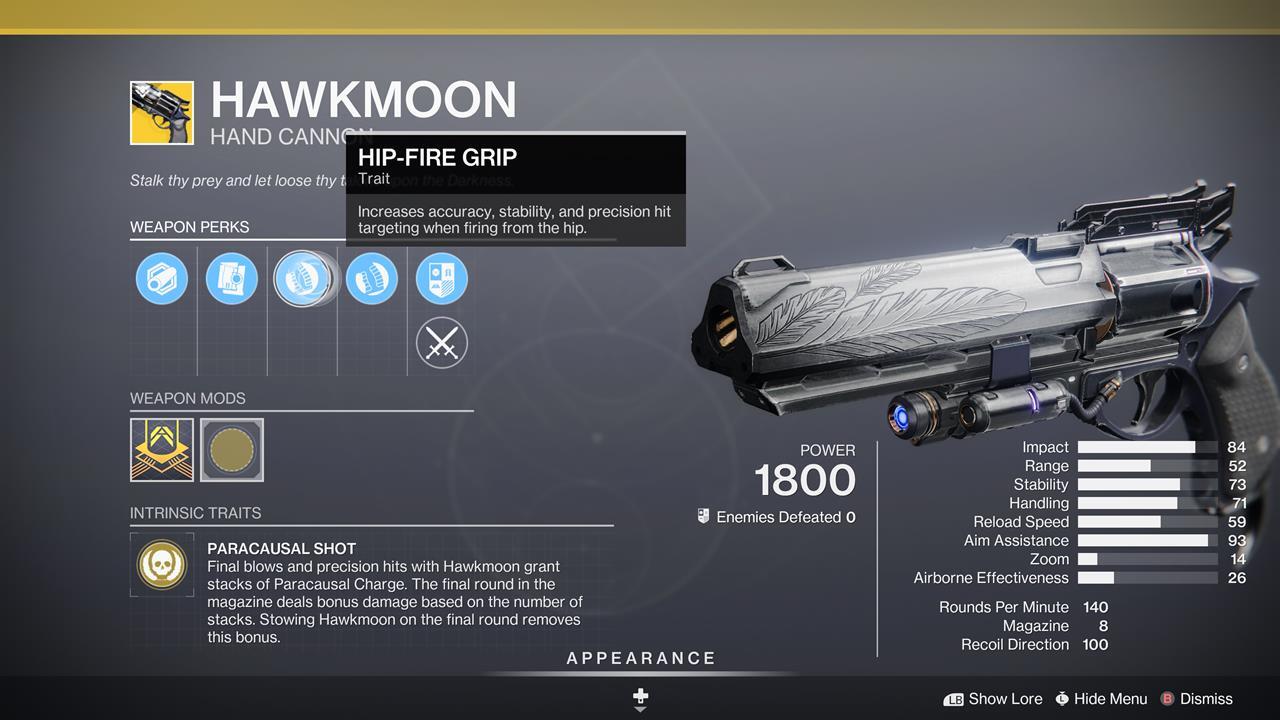 HAWKMOON
HAND CANNON
Stalk thy prey and let loose thy t upon the Darkness.
HIP-FIRE GRIP
Trait
Increases accuracy, stability, and precision hit
targeting when firing from the hip.
WEAPON PERKS
WEAPON MODS
INTRINSIC TRAITS
PARACAUSAL SHOT
Final blows and precision hits with Hawkmoon grant
stacks of Paracausal Charge. The final round in the
magazine deals bonus damage based on the number of
stacks. Stowing Hawkmoon on the final round removes
this bonus.
POWER
1800
Enemies Defeated 0
Impact 84
Range 52
Stability 73
Handling 71
Reload Speed 59
Aim Assistance 93
Zoom 14
Airborne Effectiveness 26
Rounds Per Minute 140
Magazine 8
Recoil Direction 100
APPEARANCE
LB Show Lore L Hide Menu B Dismiss